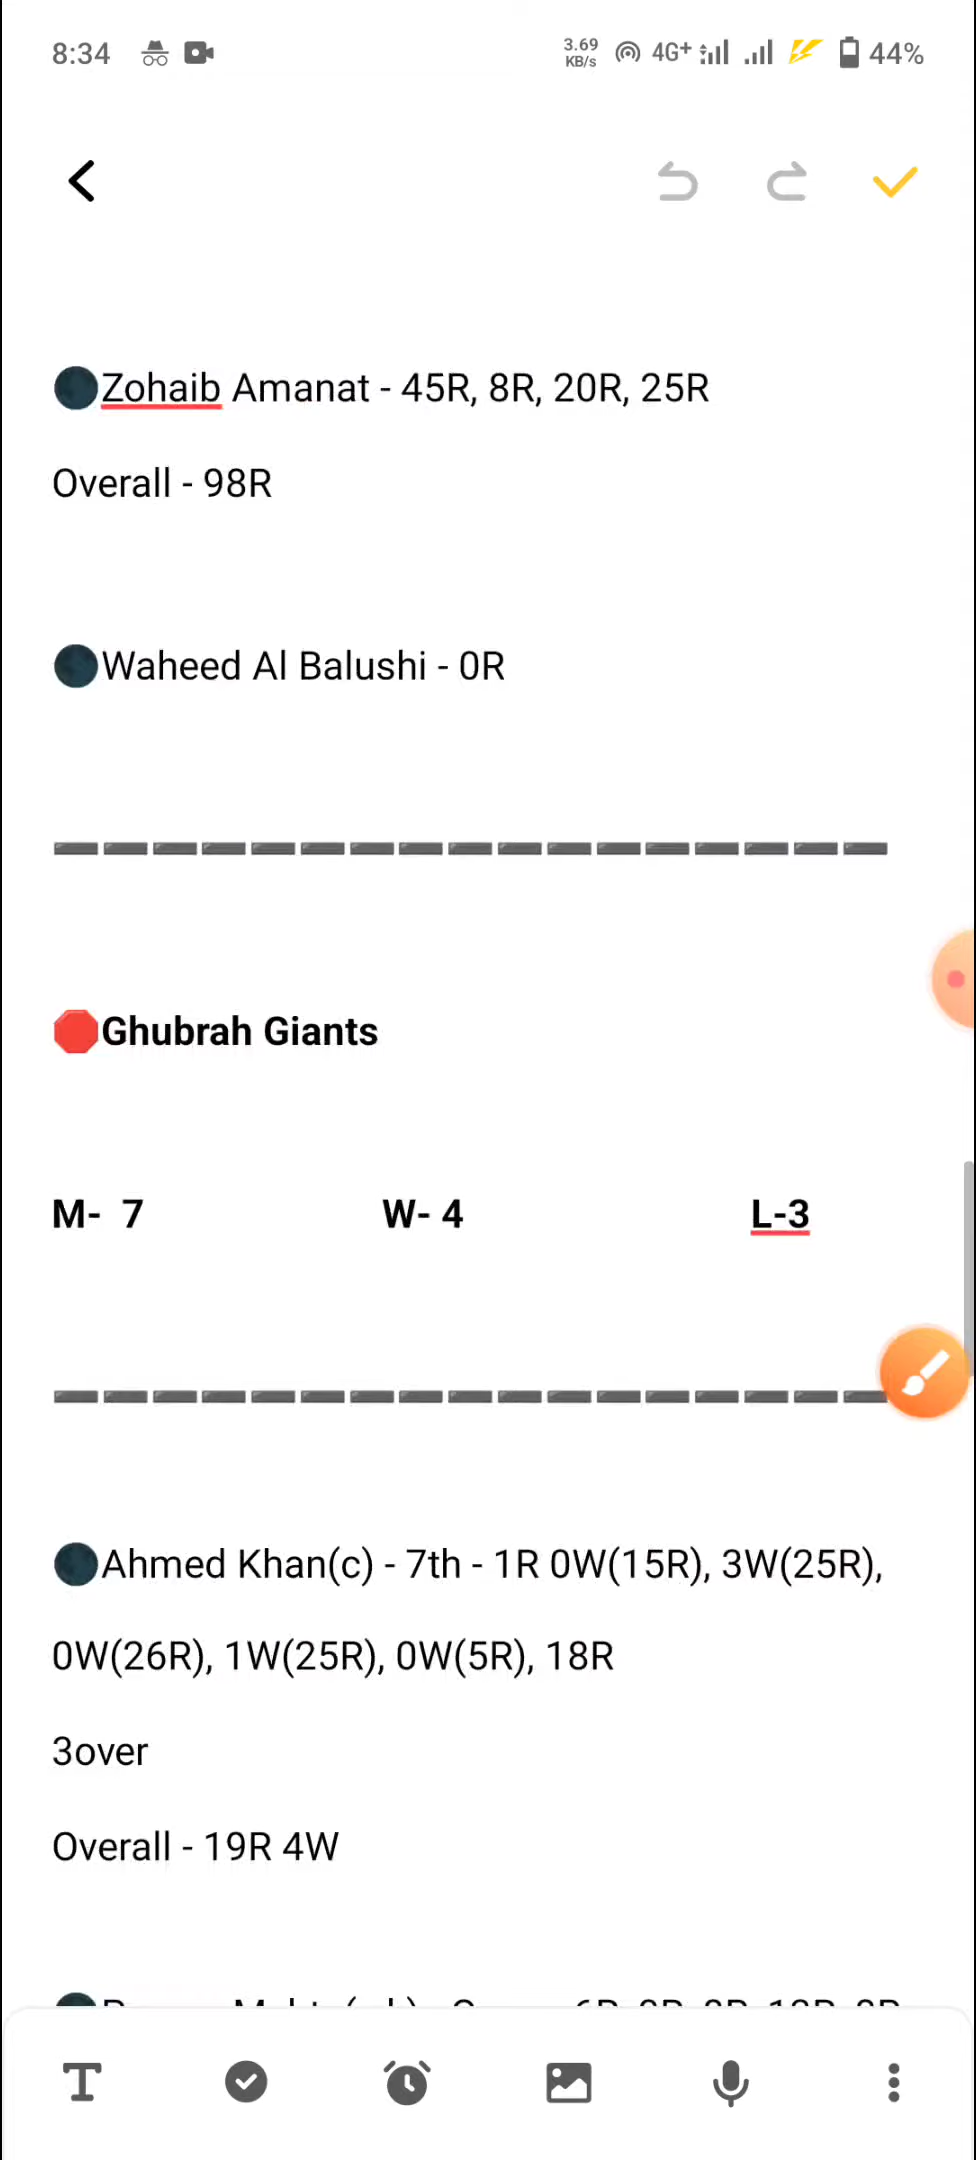 8:34 3.69 KB/s 4G+ 44%
Zohaib Amanat - 45R, 8R, 20R, 25R
Overall - 98R
Waheed Al Balushi - 0R
Ghubrah Giants
M- 7 W- 4 L-3
Ahmed Khan(c) - 7th - 1R 0W(15R), 3W(25R),
0W(26R), 1W(25R), 0W(5R), 18R
3over
Overall - 19R 4W